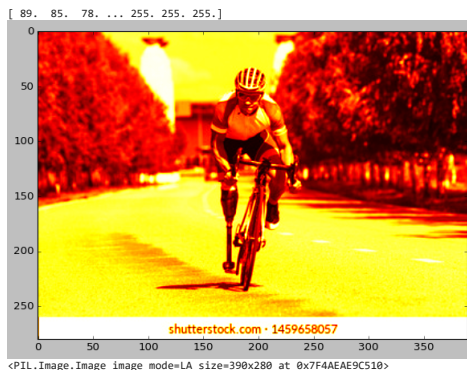 [ 89.  85.  78. ... 255. 255. 255.]
0
50
100
150
200
250
0 50 100 150 200 250 300 350
shutterstock.com · 1459658057
<PIL.Image.Image image mode=LA size=390x280 at 0x7F4AEAE9C510>